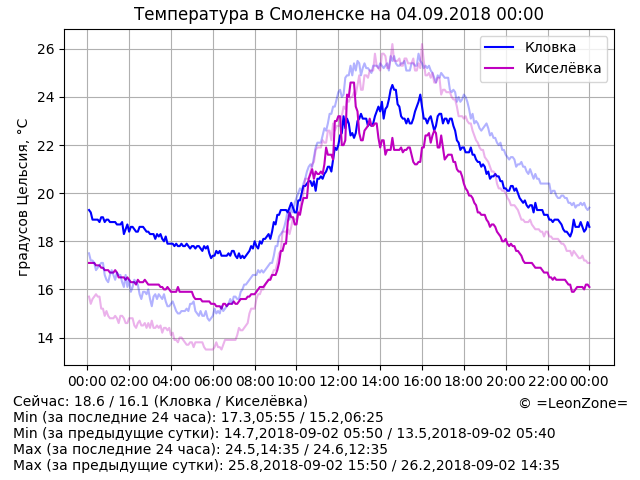 Температура в Смоленске на 04.09.2018 00:00
градусов Цельсия, °C
26
24
22
20
18
16
14
Кловка
Киселёвка
00:00 02:00 04:00 06:00 08:00 10:00 12:00 14:00 16:00 18:00 20:00 22:00 00:00
Сейчас: 18.6 / 16.1 (Кловка / Киселёвка)
© =LeonZone=
Min (за последние 24 часа): 17.3,05:55 / 15.2,06:25
Min (за предыдущие сутки): 14.7,2018-09-02 05:50 / 13.5,2018-09-02 05:40
Max (за последние 24 часа): 24.5,14:35 / 24.6,12:35
Max (за предыдущие сутки): 25.8,2018-09-02 15:50 / 26.2,2018-09-02 14:35